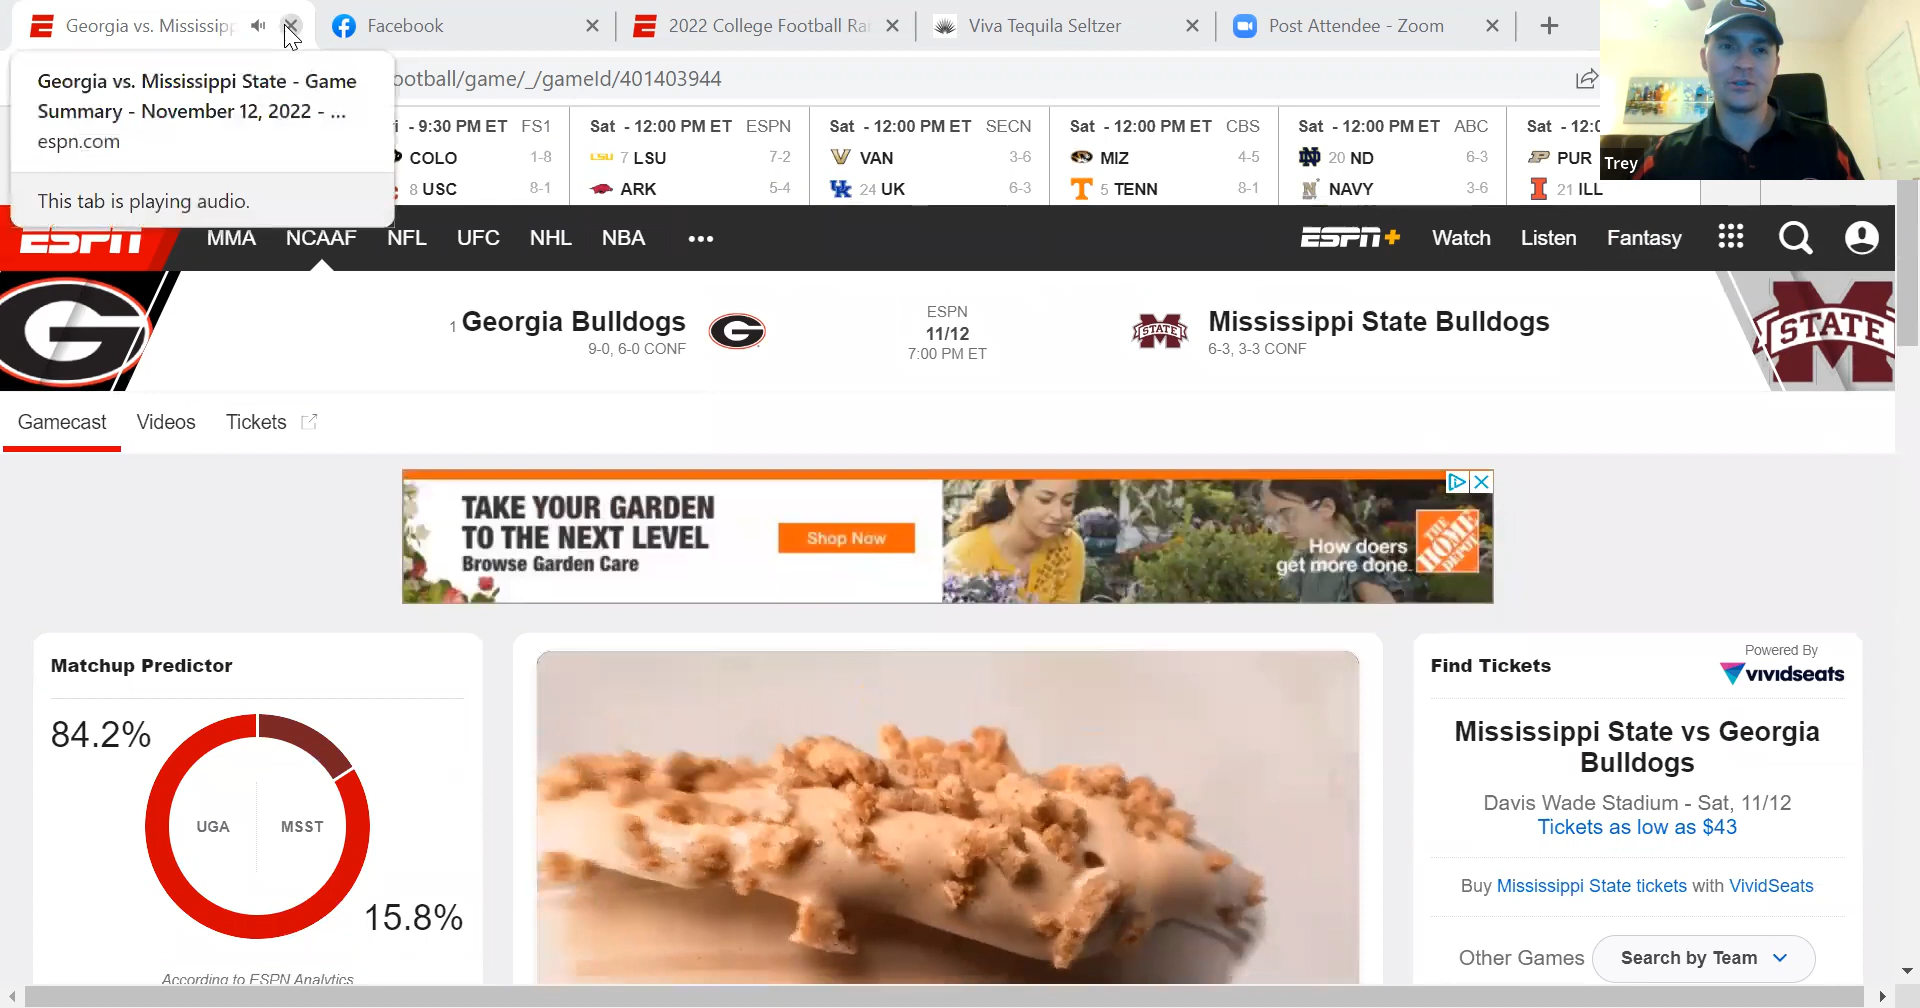 Georgia vs. Mississipp
Facebook
2022 College Football Ra
Viva Tequila Seltzer
Post Attendee - Zoom
Georgia vs. Mississippi State - Game
Summary - November 12, 2022 - ...
espn.com
This tab is playing audio.
ootball/game/_/gameId/401403944
Trey
- 9:30 PM ET FS1
COLO 1-8
8 USC 8-1
Sat - 12:00 PM ET ESPN
LSU 7 LSU 7-2
ARK 5-4
Sat - 12:00 PM ET SECN
VAN 3-6
24 UK 6-3
Sat - 12:00 PM ET CBS
MIZ 4-5
5 TENN 8-1
Sat - 12:00 PM ET ABC
20 ND 6-3
NAVY 3-6
Sat - 12:0
PUR
21 ILL
ESPN
MMA NCAAF NFL UFC NHL NBA
ESPN+ Watch Listen Fantasy
1 Georgia Bulldogs
9-0, 6-0 CONF
ESPN
11/12
7:00 PM ET
STATE
Mississippi State Bulldogs
6-3, 3-3 CONF
STATE
Gamecast Videos Tickets
TAKE YOUR GARDEN
TO THE NEXT LEVEL
Browse Garden Care
Shop Now
How doers
get more done.
THE HOME DEPOT
Matchup Predictor
84.2%
UGA MSST
15.8%
According to ESPN Analytics
Find Tickets
Powered By
vividseats
Mississippi State vs Georgia
Bulldogs
Davis Wade Stadium - Sat, 11/12
Tickets as low as $43
Buy Mississippi State tickets with VividSeats
Other Games Search by Team